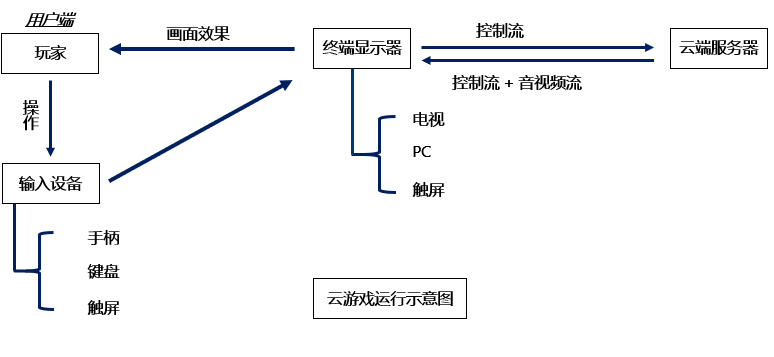 用户端
玩家
画面效果
终端显示器
控制流
云端服务器
控制流 + 音视频流
操作
输入设备
电视
PC
触屏
手柄
键盘
触屏
云游戏运行示意图